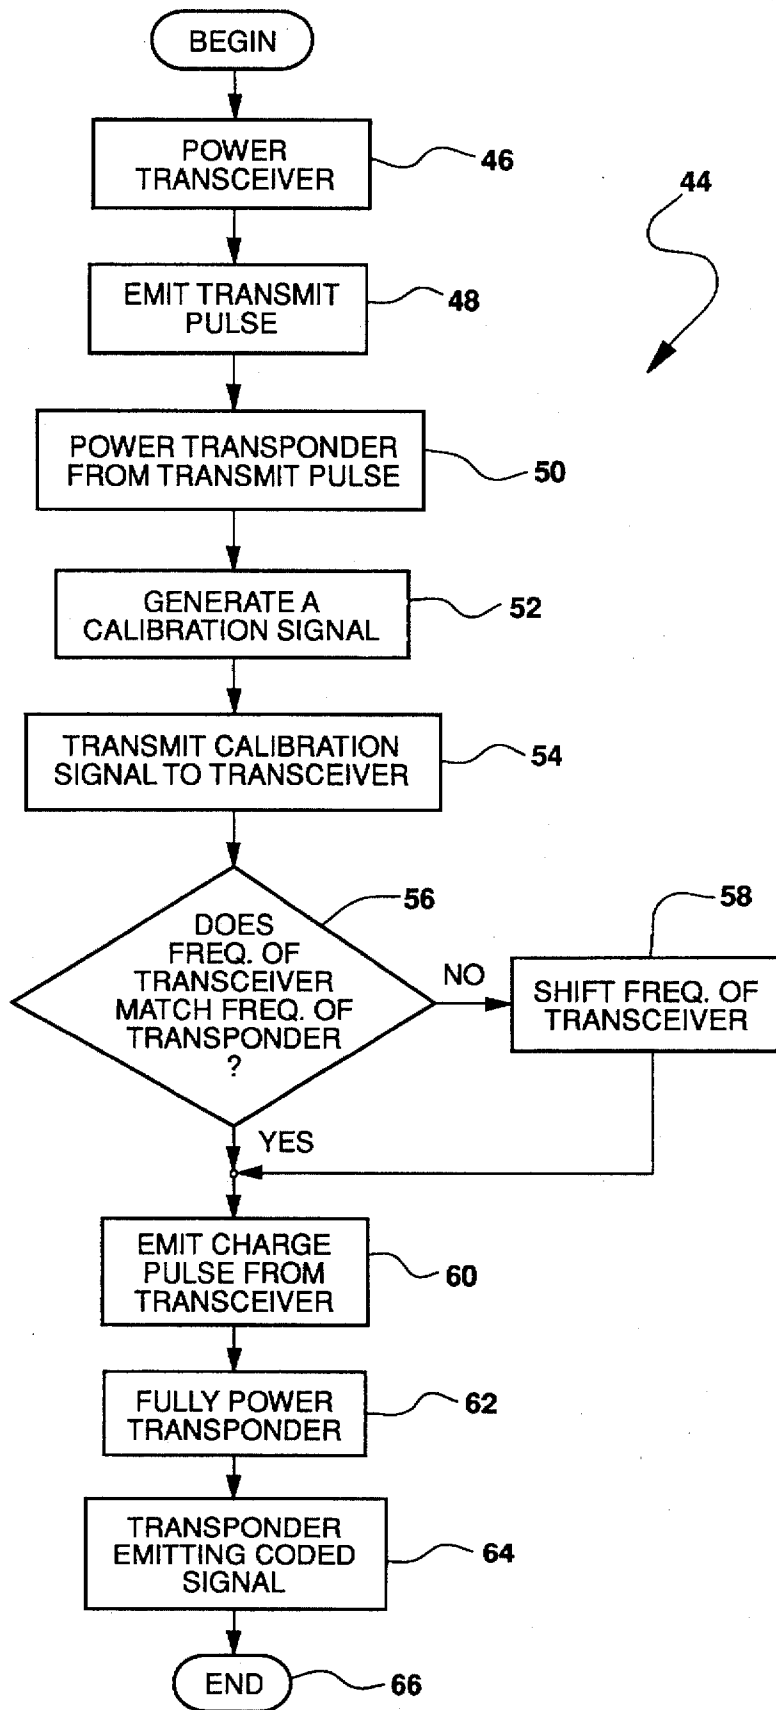 BEGIN
POWER
TRANSCEIVER
46
44
EMIT TRANSMIT
PULSE
48
POWER TRANSPONDER
FROM TRANSMIT PULSE
50
GENERATE A
CALIBRATION SIGNAL
52
TRANSMIT CALIBRATION
SIGNAL TO TRANSCEIVER
54
DOES
FREQ. OF
TRANSCEIVER
MATCH FREQ. OF
TRANSPONDER
?
56
NO
58
SHIFT FREQ. OF
TRANSCEIVER
YES
EMIT CHARGE
PULSE FROM
TRANSCEIVER
60
FULLY POWER
TRANSPONDER
62
TRANSPONDER
EMITTING CODED
SIGNAL
64
END
66